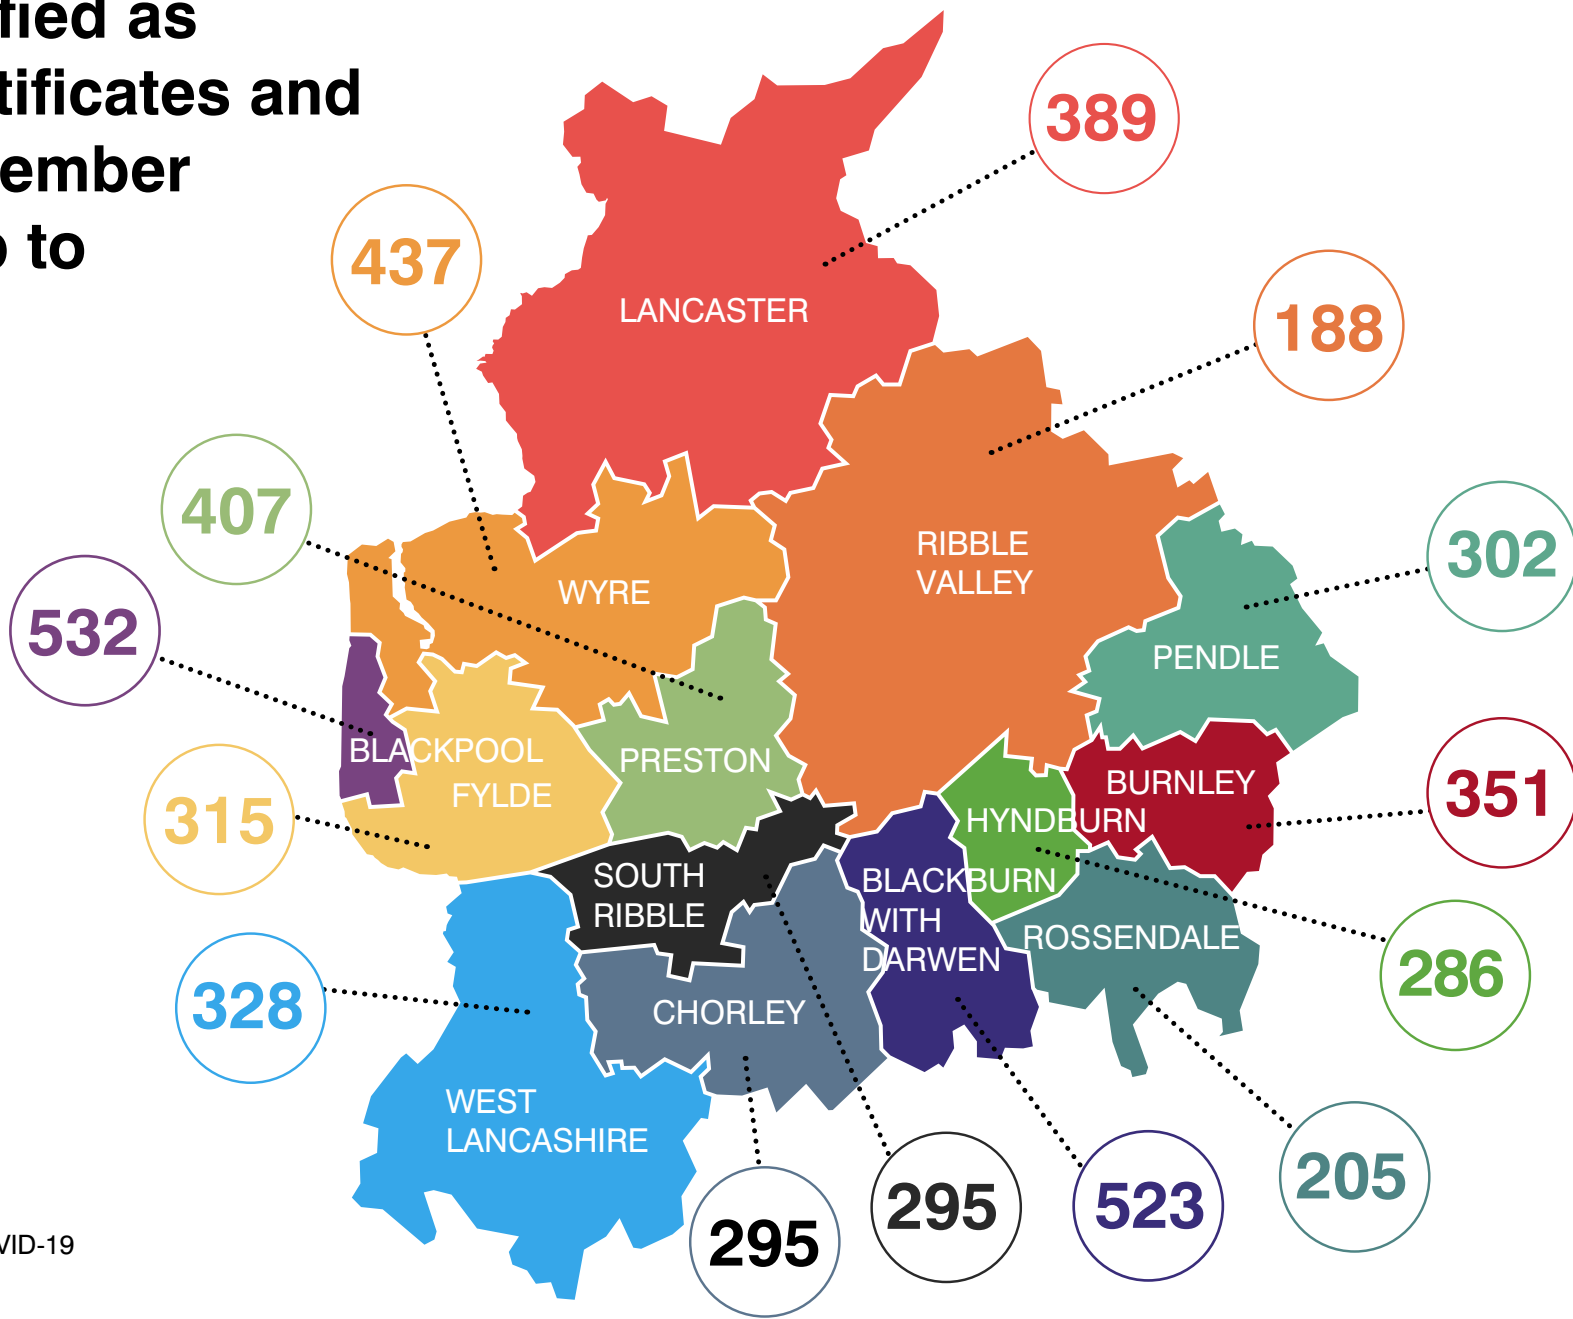 fied as
tificates and
ember
o to
389
437
LANCASTER
188
407
302
RIBBLE
VALLEY
WYRE
532
PENDLE
BLACKPOOL
FYLDE
PRESTON
BURNLEY
351
315
HYNDBURN
SOUTH
RIBBLE
BLACKBURN
WITH
DARWEN
ROSSENDALE
286
328
CHORLEY
WEST
LANCASHIRE
205
295
523
295
VID-19